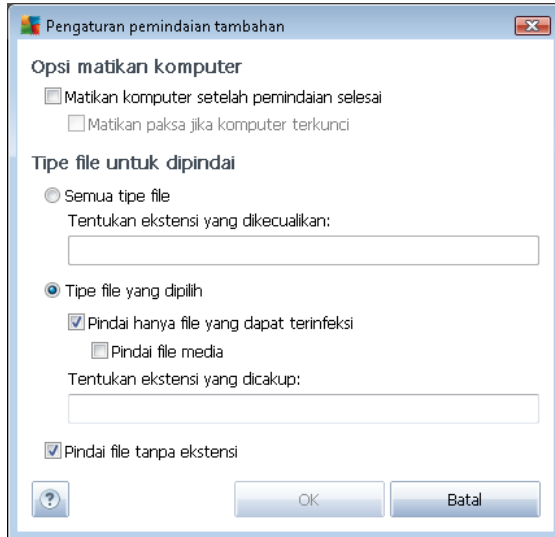 Pengaturan pemindaian tambahan
Opsi matikan komputer
Matikan komputer setelah pemindaian selesai
Matikan paksa jika komputer terkunci
Tipe file untuk dipindai
Semua tipe file
Tentukan ekstensi yang dikecualikan:
Tipe file yang dipilih
Pindai hanya file yang dapat terinfeksi
Pindai file media
Tentukan ekstensi yang dicakup:
Pindai file tanpa ekstensi
?
OK
Batal